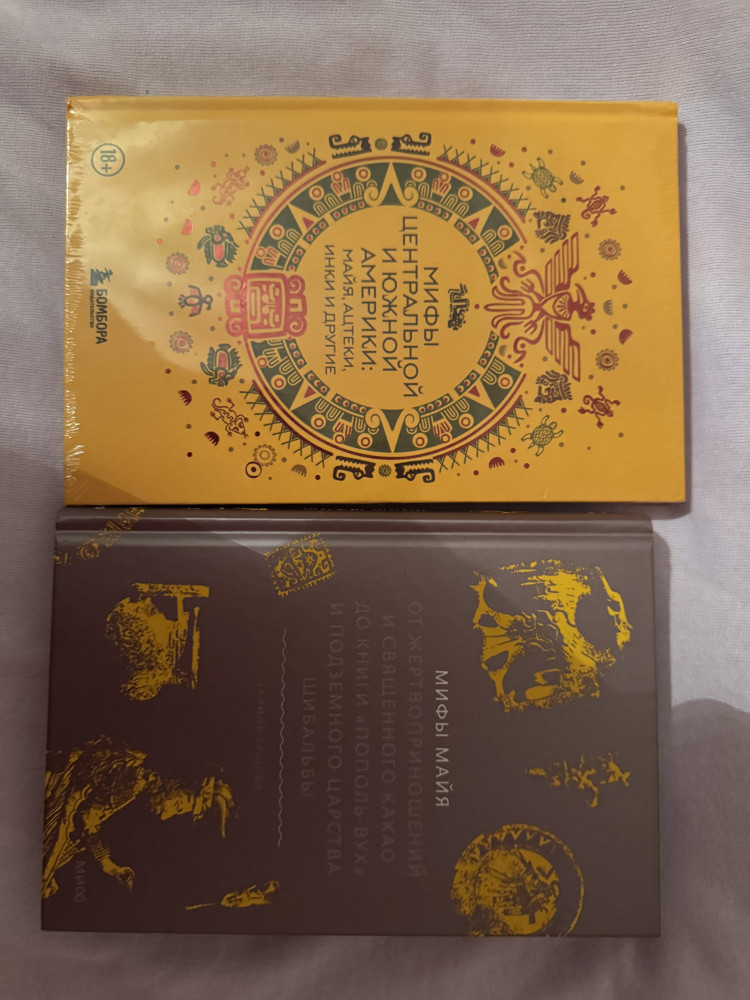 МИФЫ
ЦЕНТРАЛЬНОЙ
И ЮЖНОЙ
АМЕРИКИ:
МАЙЯ, АЦТЕКИ,
ИНКИ И ДРУГИЕ
18+
БОМБОРА
ИЗДАТЕЛЬСТВО
МИФЫ МАЙЯ
ОТ ЖЕРТВОПРИНОШЕНИЙ
И СВЯЩЕННОГО КАКАО
ДО КНИГИ «ПОПОЛЬ-ВУХ»
И ПОДЗЕМНОГО ЦАРСТВА
ШИБАЛЬБЫ
МИФ